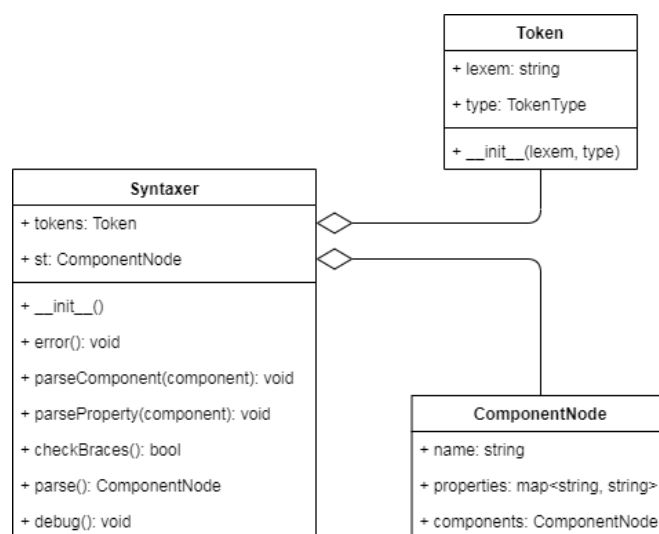 Token
+ lexem: string
+ type: TokenType
+ __init__(lexem, type)
Syntaxer
+ tokens: Token
+ st: ComponentNode
+ __init__()
+ error(): void
+ parseComponent(component): void
+ parseProperty(component): void
+ checkBraces(): bool
+ parse(): ComponentNode
+ debug(): void
ComponentNode
+ name: string
+ properties: map<string, string>
+ components: ComponentNode